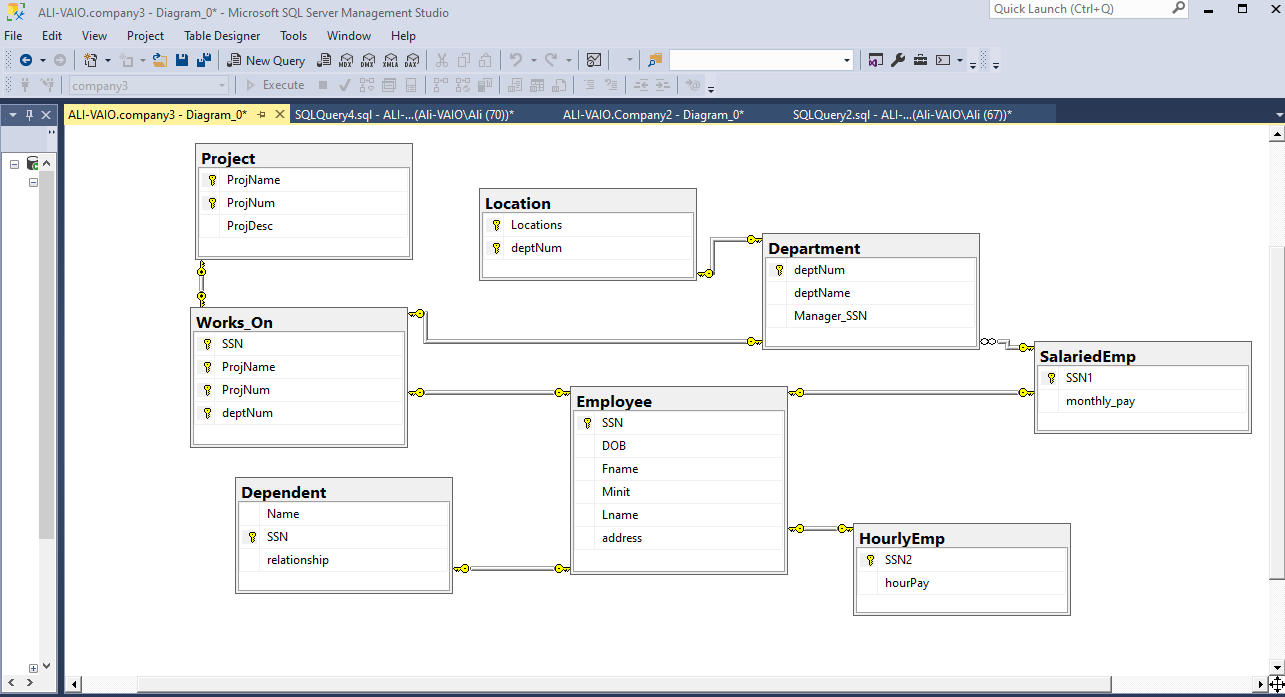 ALI-VAIO.company3 - Diagram_0* - Microsoft SQL Server Management Studio
Quick Launch (Ctrl+Q)
File Edit View Project Table Designer Tools Window Help
New Query MDX DMX XMLA DAX
company3 Execute
ALI-VAIO.company3 - Diagram_0* SQLQuery4.sql - ALI-...(Ali-VAIO\Ali (70))* ALI-VAIO.Company2 - Diagram_0* SQLQuery2.sql - ALI-...(Ali-VAIO\Ali (67))*
Project
ProjName
ProjNum
ProjDesc
Location
Locations
deptNum
Department
deptNum
deptName
Manager_SSN
Works_On
SSN
ProjName
ProjNum
deptNum
SalariedEmp
SSN1
monthly_pay
Employee
SSN
DOB
Fname
Minit
Lname
address
Dependent
Name
SSN
relationship
HourlyEmp
SSN2
hourPay